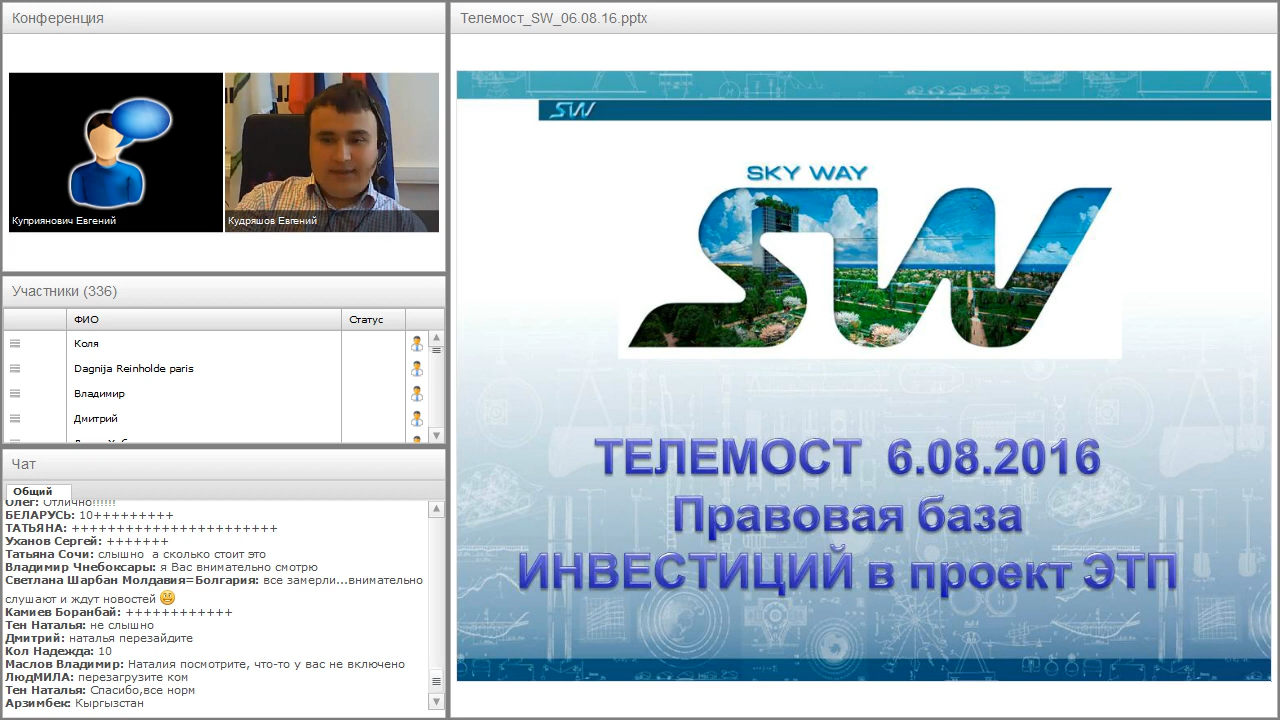 Конференция
Куприянович Евгений
Кудряшов Евгений
Участники (336)
ФИО Статус
Коля
Dagnija Reinholde paris
Владимир
Дмитрий
Чат
Общий
Олег: Отлично!!!!!!
БЕЛАРУСЬ: 10+++++++++
ТАТЬЯНА: +++++++++++++++++++++++
Уханов Сергей: +++++++
Татьяна Сочи: слышно а сколько стоит это
Владимир Чнебоксары: я Вас внимательно смотрю
Светлана Шарбан Молдавия=Болгария: все замерли...внимательно
слушают и ждут новостей
Камиев Боранбай: ++++++++++++
Тен Наталья: не слышно
Дмитрий: наталья перезайдите
Кол Надежда: 10
Маслов Владимир: Наталия посмотрите, что-то у вас не включено
ЛюдМИЛА: перезагрузите ком
Тен Наталья: Спасибо,все норм
Арзимбек: Кыргызстан
Телемост_SW_06.08.16.pptx
SW
SKY WAY
SW
ТЕЛЕМОСТ 6.08.2016
Правовая база
ИНВЕСТИЦИЙ в проект ЭТП